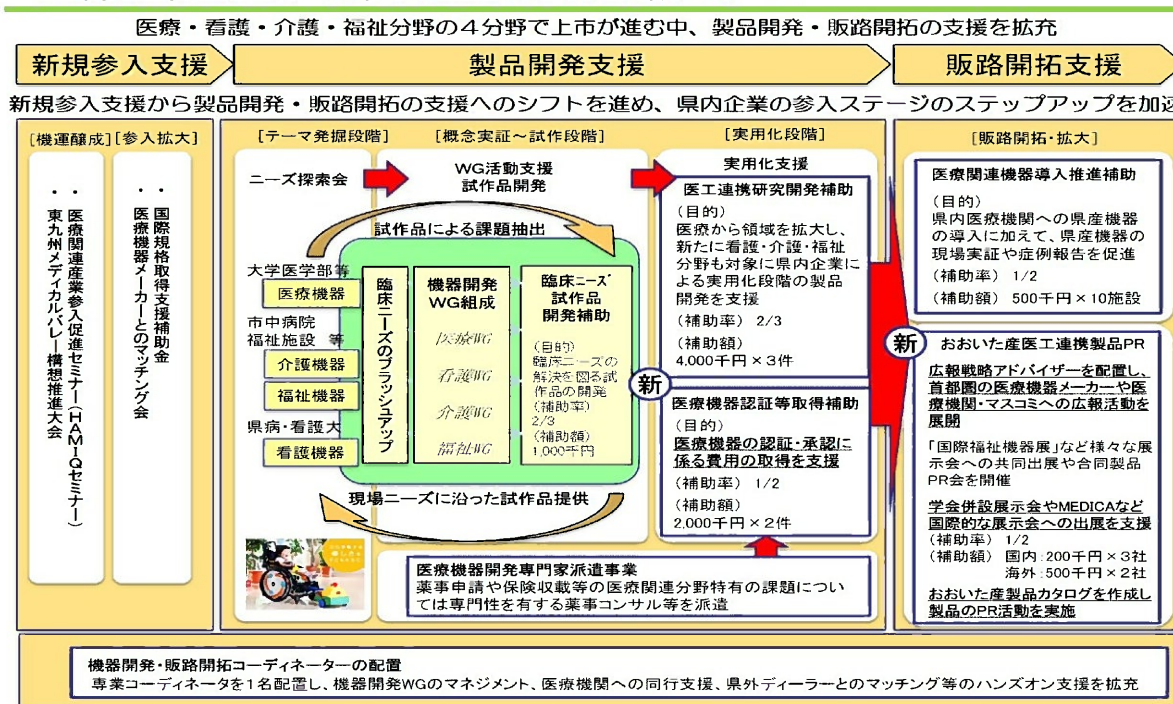 医療・看護・介護・福祉分野の４分野で上市が進む中、製品開発・販路開拓の支援を拡充
新規参入支援
製品開発支援
販路開拓支援
新規参入支援から製品開発・販路開拓の支援へのシフトを進め、県内企業の参入ステージのステップアップを加速
[機運醸成]
[参入拡大]
・医療関連産業参入促進セミナー（HAMIQセミナー）
・東九州メディカルバレー構想推進大会
・国際規格取得支援補助金
・医療機器メーカーとのマッチング会
[テーマ発掘段階]
[概念実証～試作段階]
[実用化段階]
ニーズ探索会
WG活動支援
試作品開発
試作品による課題抽出
大学医学部等
医療機器
市中病院
福祉施設 等
介護機器
福祉機器
県病・看護大
看護機器
臨床ニーズのブラッシュアップ
機器開発
WG組成
医療WG
看護WG
介護WG
福祉WG
臨床ニーズ
試作品
開発補助
（目的）
臨床ニーズの
解決を図る試
作品の開発
（補助率）
2/3
（補助額）
1,000千円
現場ニーズに沿った試作品提供
実用化支援
医工連携研究開発補助
（目的）
医療から領域を拡大し、
新たに看護・介護・福祉
分野も対象に県内企業に
よる実用化段階の製品
開発を支援
（補助率）2/3
（補助額）
4,000千円×3件
新
医療機器認証等取得補助
（目的）
医療機器の認証・承認に
係る費用の取得を支援
（補助率）1/2
（補助額）
2,000千円×2件
医療機器開発専門家派遣事業
薬事申請や保険収載等の医療関連分野特有の課題につい
ては専門性を有する薬事コンサル等を派遣
[販路開拓・拡大]
医療関連機器導入推進補助
（目的）
県内医療機関への県産機器
の導入に加えて、県産機器の
現場実証や症例報告を促進
（補助率）1/2
（補助額）500千円×10施設
新
おおいた産医工連携製品PR
広報戦略アドバイザーを配置し、
首都圏の医療機器メーカーや医
療機関・マスコミへの広報活動を
展開
「国際福祉機器展」など様々な展
示会への共同出展や合同製品
PR会を開催
学会併設展示会やMEDICAなど
国際的な展示会への出展を支援
（補助率）1/2
（補助額）国内：200千円×3社
海外：500千円×2社
おおいた産製品カタログを作成し
製品のPR活動を実施
機器開発・販路開拓コーディネーターの配置
専業コーディネータを１名配置し、機器開発WGのマネジメント、医療機関への同行支援、県外ディーラーとのマッチング等のハンズオン支援を拡充